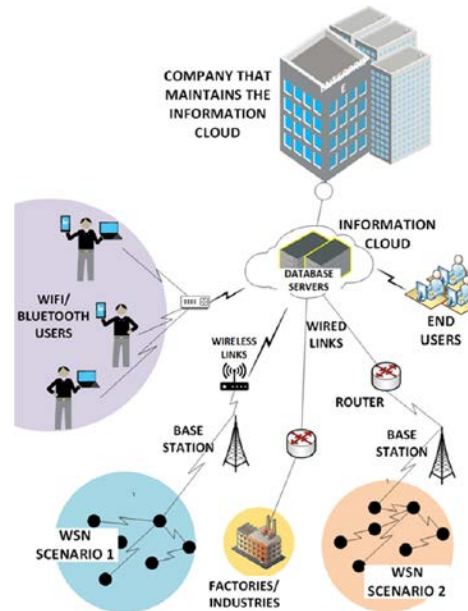 COMPANY THAT
MAINTAINS THE
INFORMATION
CLOUD
INFORMATION
CLOUD
DATABASE
SERVERS
WIFI/
BLUETOOTH
USERS
END
USERS
WIRELESS
LINKS
WIRED
LINKS
ROUTER
BASE
STATION
BASE
STATION
WSN
SCENARIO 1
FACTORIES/
INDUSTRIES
WSN
SCENARIO 2